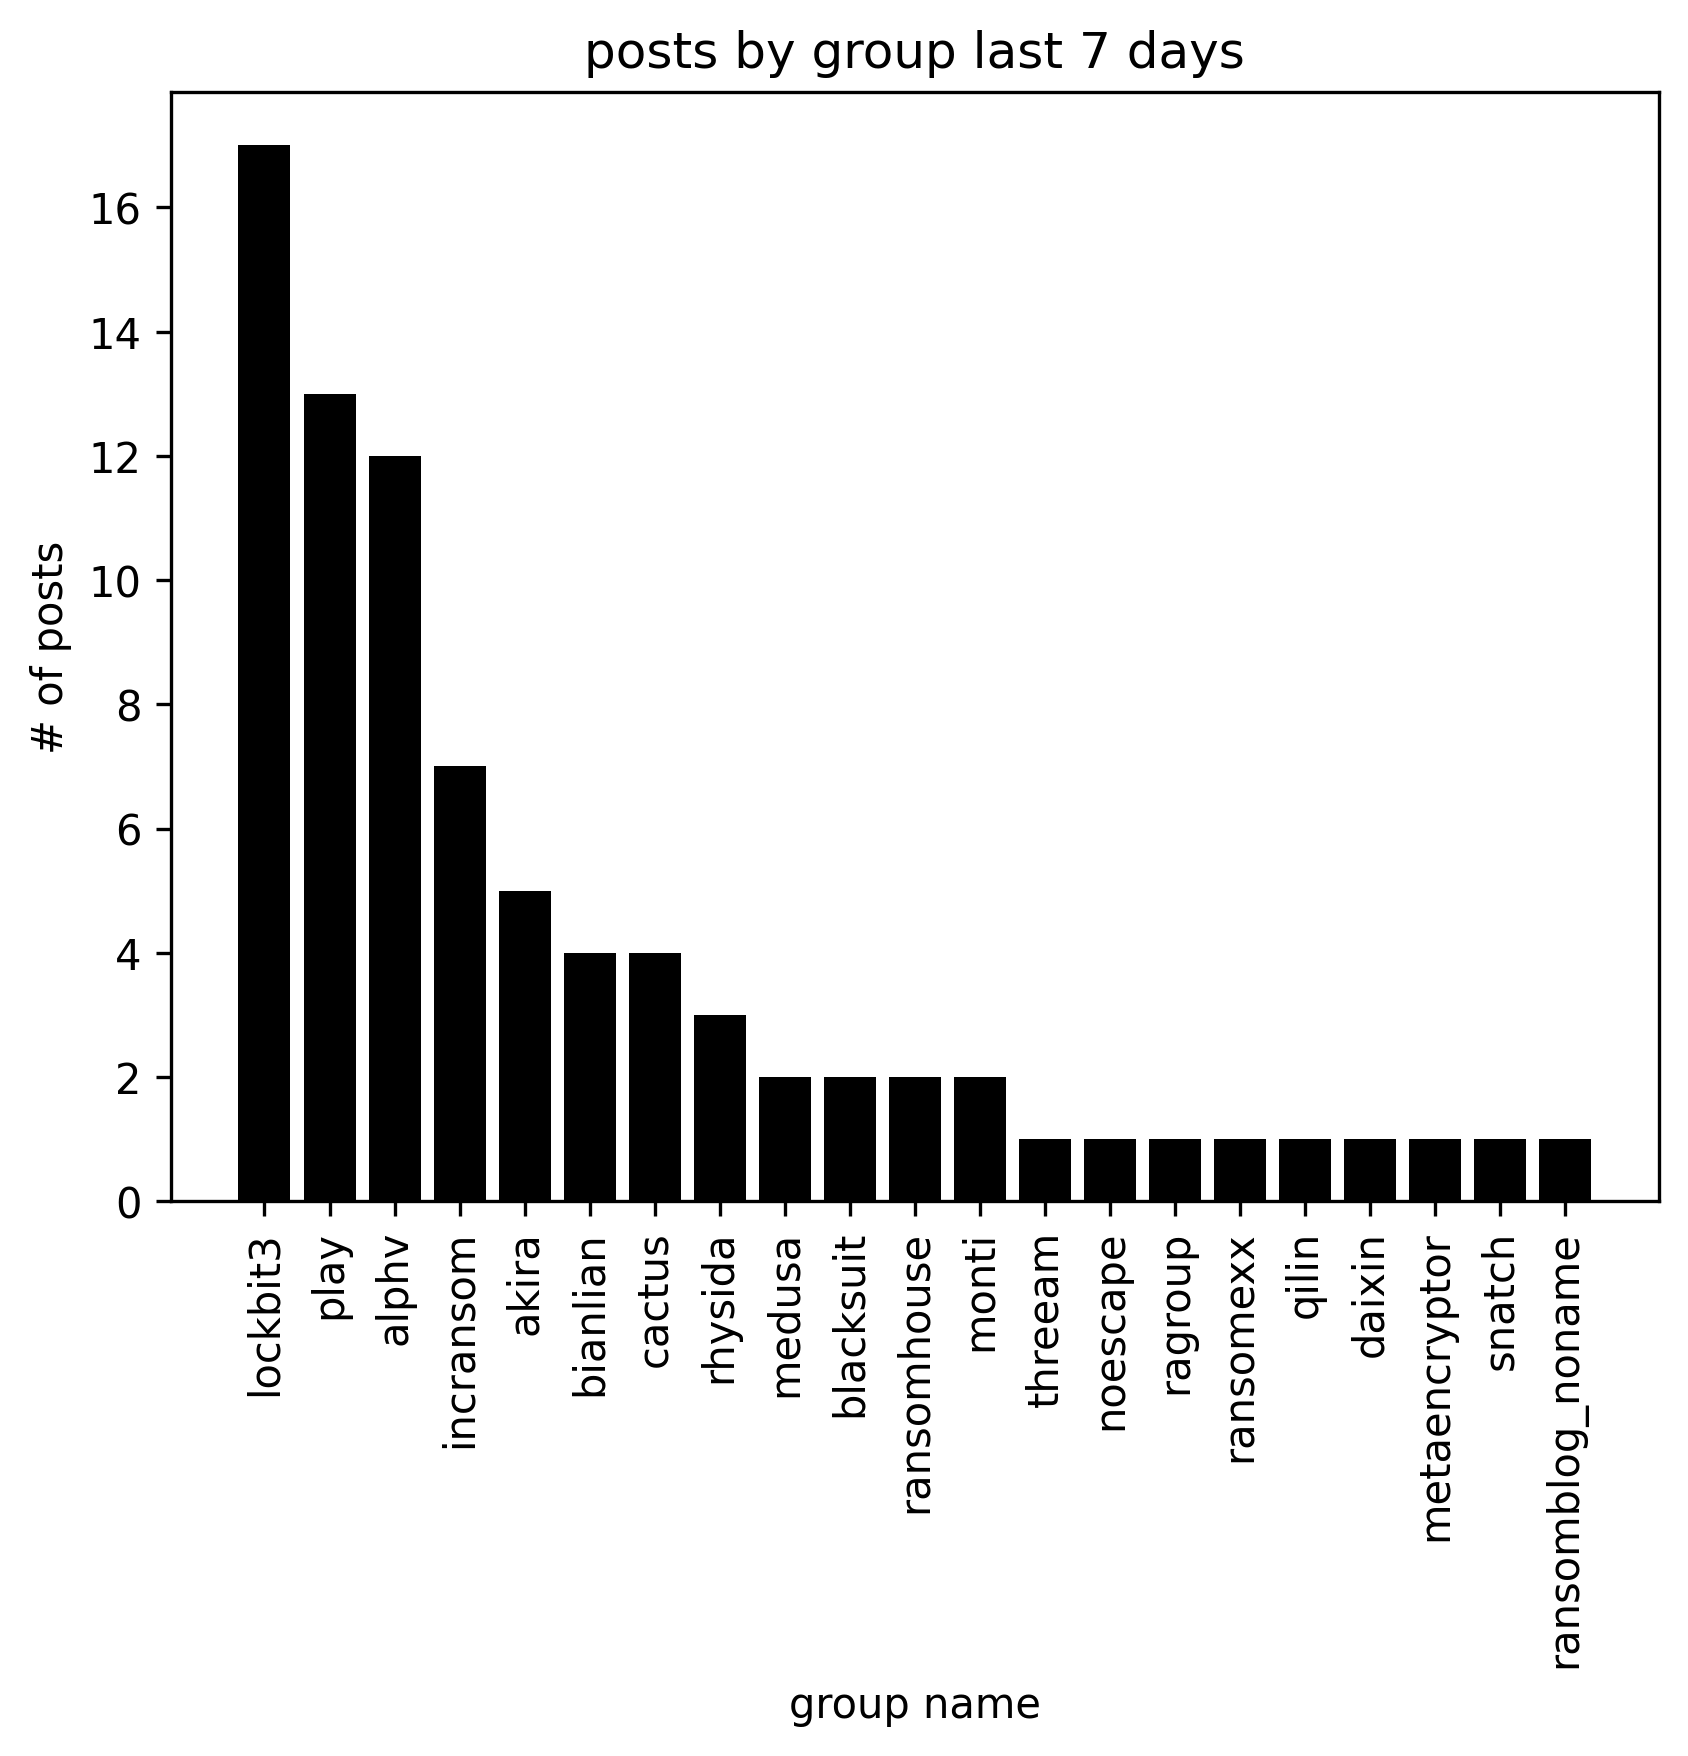 posts by group last 7 days
# of posts
16
14
12
10
8
6
4
2
0
lockbit3
play
alphv
incransom
akira
bianlian
cactus
rhysida
medusa
blacksuit
ransomhouse
monti
threeam
noescape
ragroup
ransomexx
qilin
daixin
metaencryptor
snatch
ransomblog_noname
group name